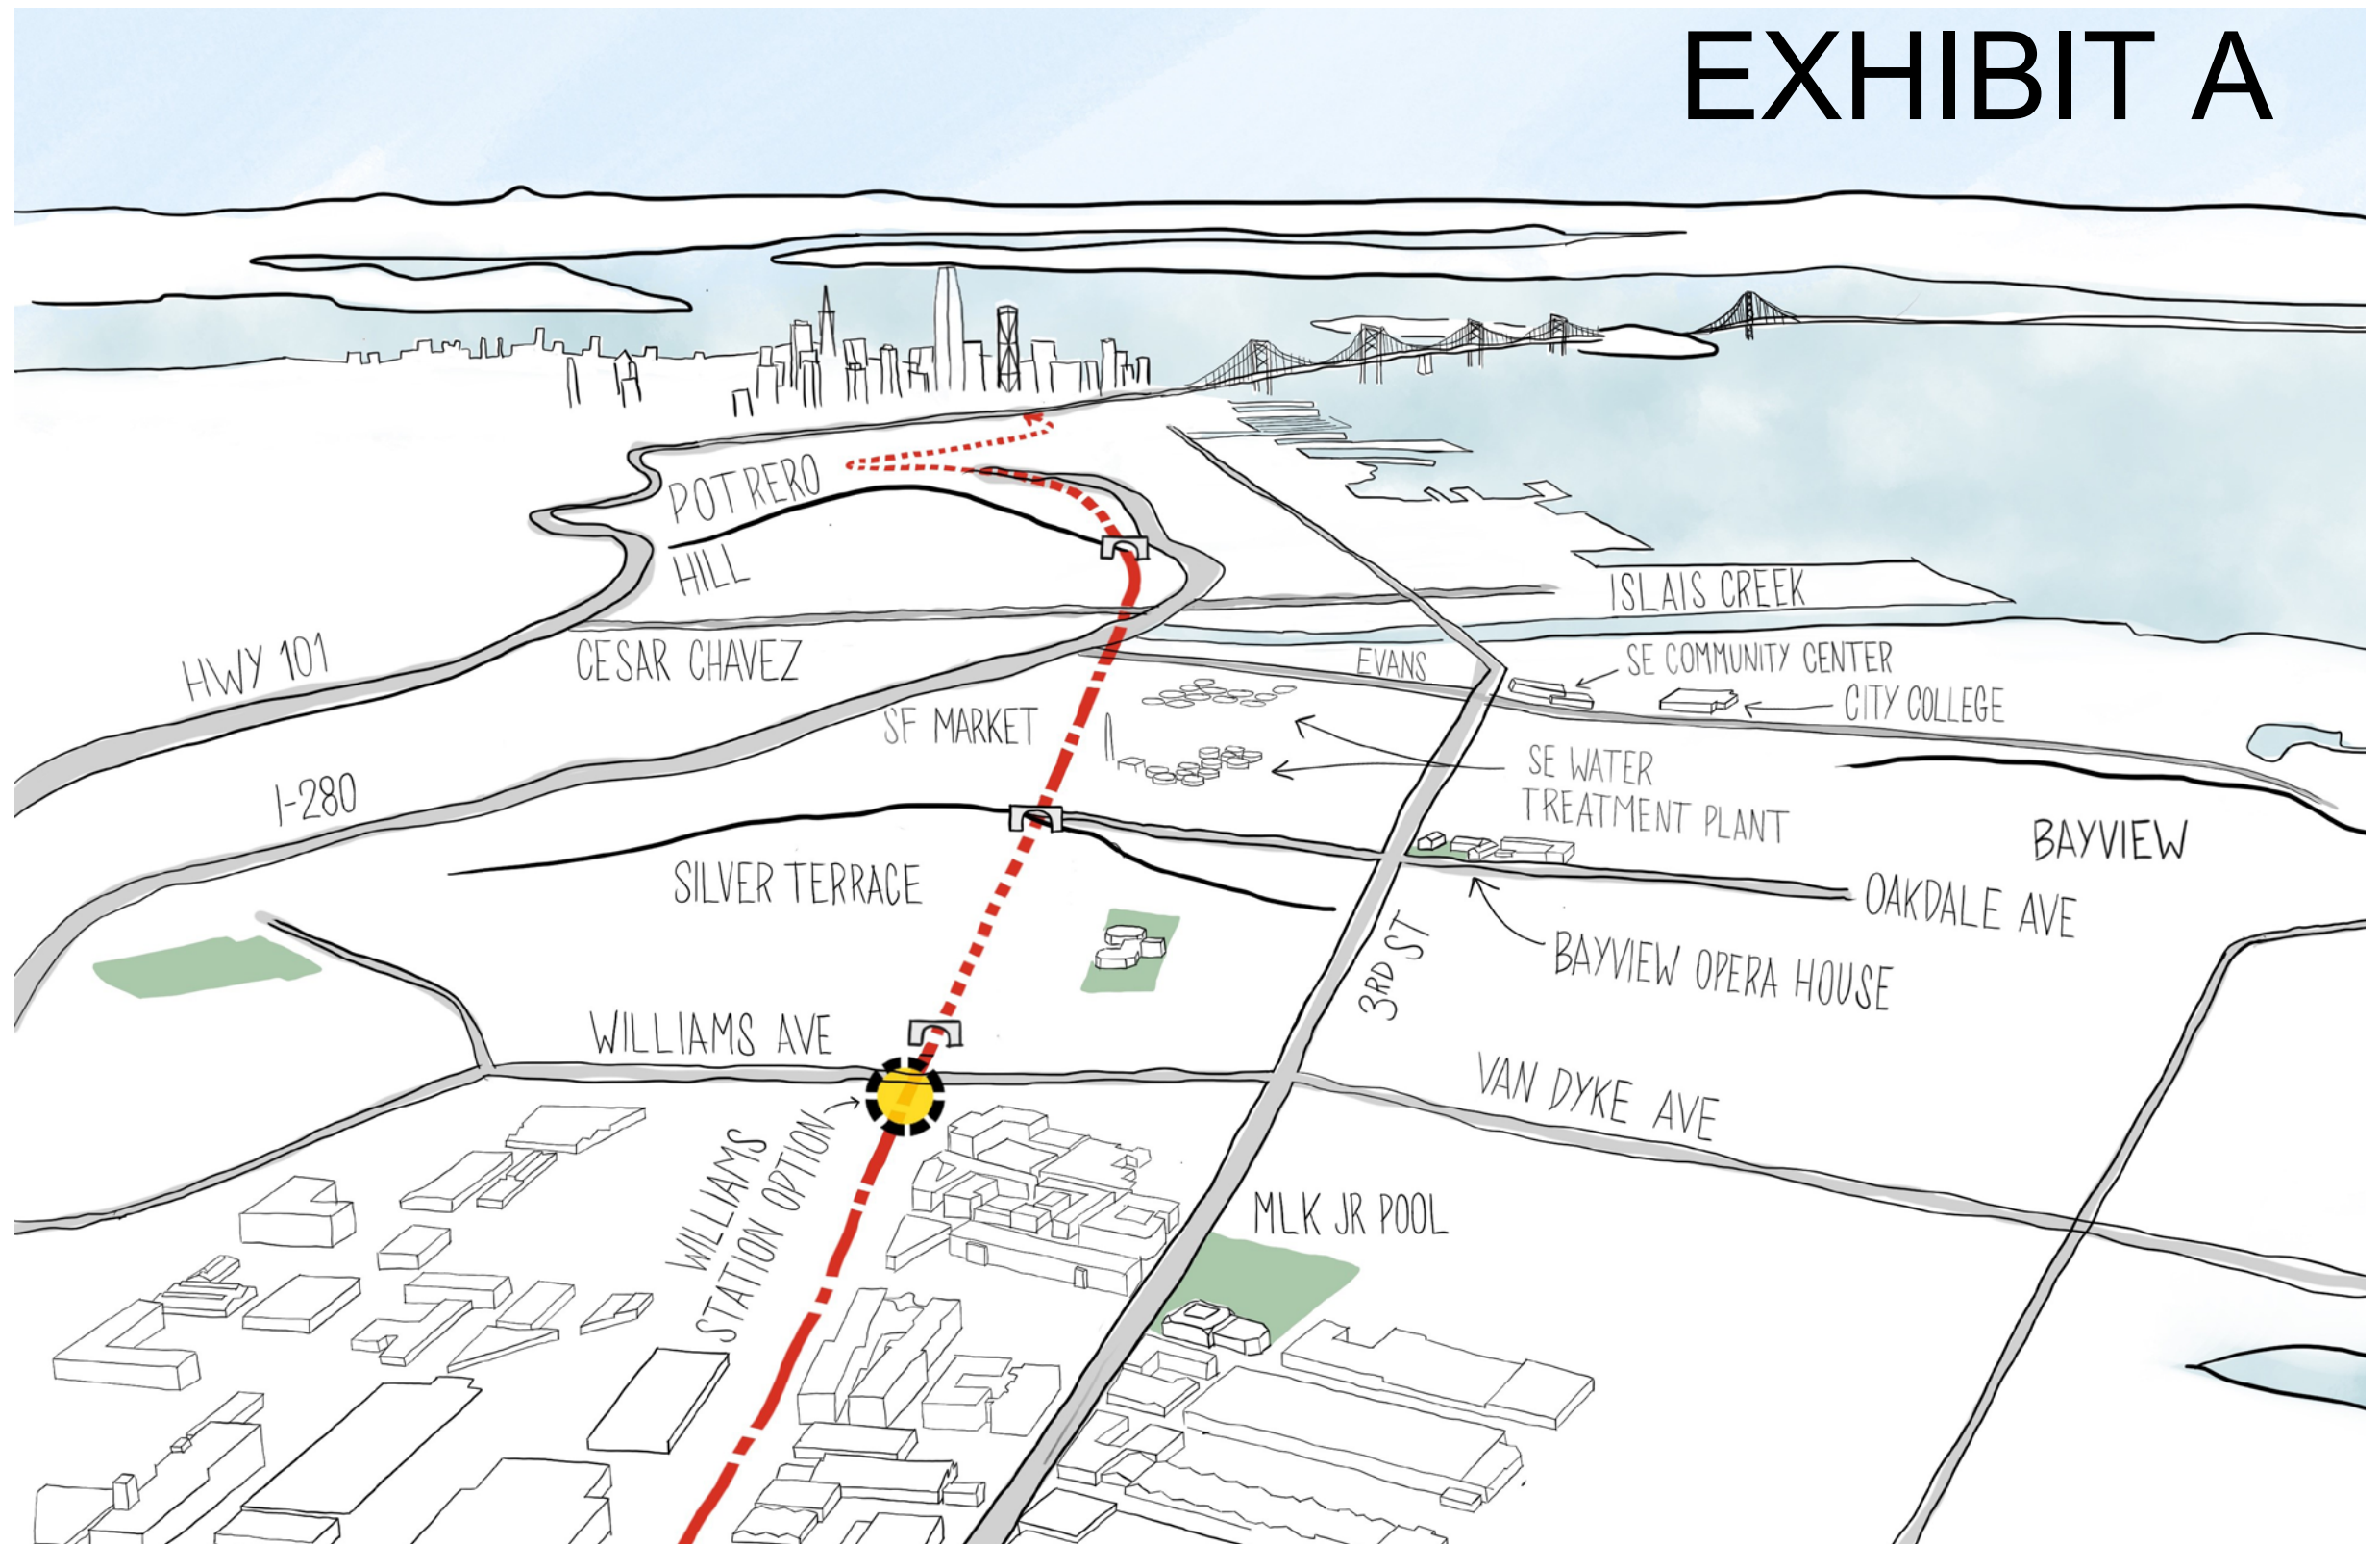 EXHIBIT A
POTRERO
HILL
ISLAIS CREEK
HWY 101
CESAR CHAVEZ
EVANS
SE COMMUNITY CENTER
CITY COLLEGE
SF MARKET
SE WATER
TREATMENT PLANT
I-280
BAYVIEW
SILVER TERRACE
OAKDALE AVE
3RD ST
BAYVIEW OPERA HOUSE
WILLIAMS AVE
VAN DYKE AVE
WILLIAMS
STATION OPTION
MLK JR POOL